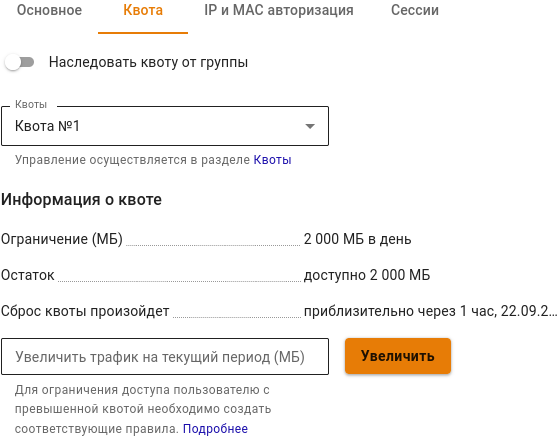 Основное Квота IP и MAC авторизация Сессии
Наследовать квоту от группы
Квоты
Квота №1
Управление осуществляется в разделе Квоты
Информация о квоте
Ограничение (МБ) 2 000 МБ в день
Остаток доступно 2 000 МБ
Сброс квоты произойдет приблизительно через 1 час, 22.09.2...
Увеличить трафик на текущий период (МБ) Увеличить
Для ограничения доступа пользователю с
превышенной квотой необходимо создать
соответствующие правила. Подробнее